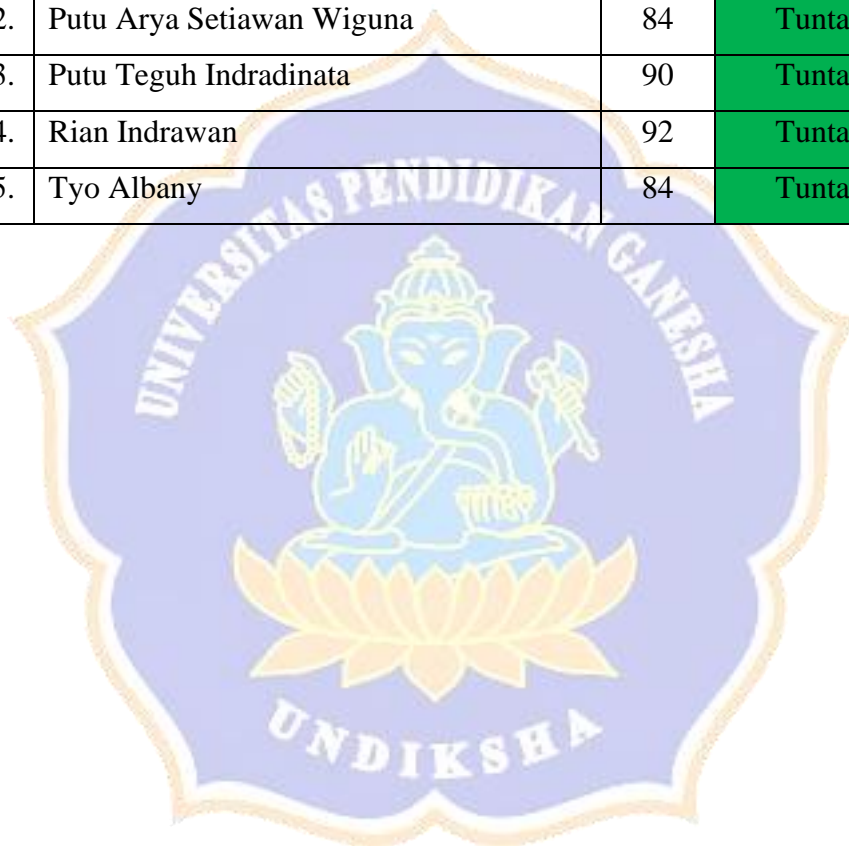 2. Putu Arya Setiawan Wiguna 84 Tunta
3. Putu Teguh Indradinata 90 Tunta
4. Rian Indrawan 92 Tunta
5. Tyo Albany 84 Tunta
UNIVERSITAS PENDIDIKAN GANESHA
UNDIKSHA